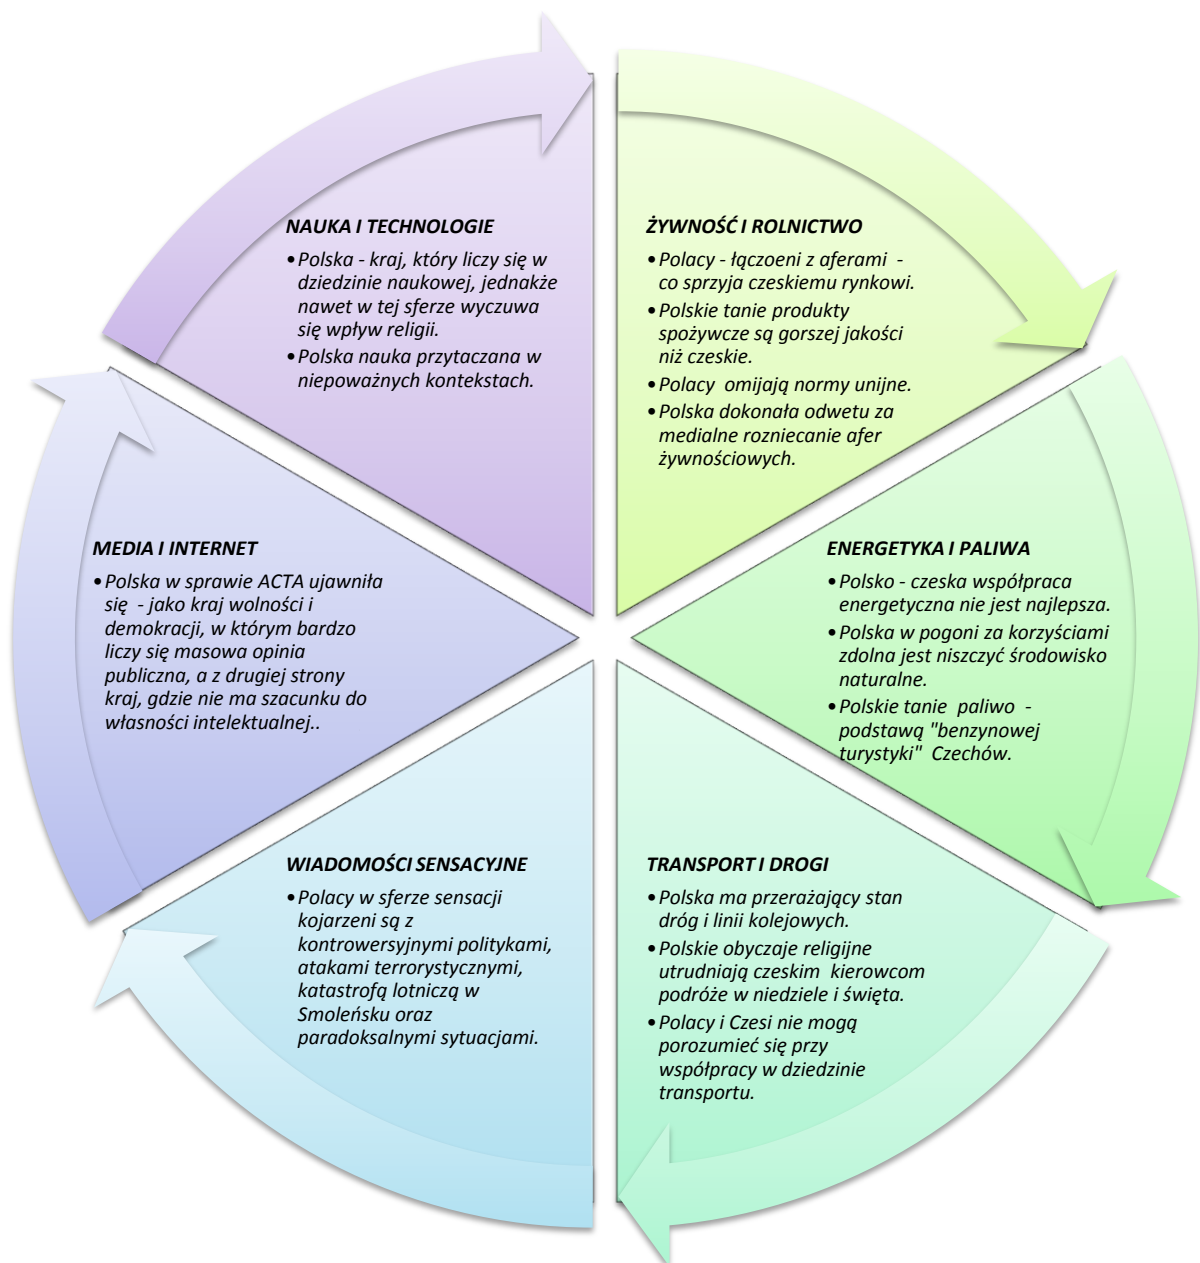 NAUKA I TECHNOLOGIE
•Polska - kraj, który liczy się w
dziedzinie naukowej, jednakże
nawet w tej sferze wyczuwa
się wpływ religii.
•Polska nauka przytaczana w
niepoważnych kontekstach.
ŻYWNOŚĆ I ROLNICTWO
•Polacy - łączoeni z aferami -
co sprzyja czeskiemu rynkowi.
•Polskie tanie produkty
spożywcze są gorszej jakości
niż czeskie.
•Polacy omijają normy unijne.
•Polska dokonała odwetu za
medialne rozniecanie afer
żywnościowych.
MEDIA I INTERNET
•Polska w sprawie ACTA ujawniła
się - jako kraj wolności i
demokracji, w którym bardzo
liczy się masowa opinia
publiczna, a z drugiej strony
kraj, gdzie nie ma szacunku do
własności intelektualnej..
ENERGETYKA I PALIWA
•Polsko - czeska współpraca
energetyczna nie jest najlepsza.
•Polska w pogoni za korzyściami
zdolna jest niszczyć środowisko
naturalne.
•Polskie tanie paliwo -
podstawą "benzynowej
turystyki" Czechów.
WIADOMOŚCI SENSACYJNE
•Polacy w sferze sensacji
kojarzeni są z
kontrowersyjnymi politykami,
atakami terrorystycznymi,
katastrofą lotniczą w
Smoleńsku oraz
paradoksalnymi sytuacjami.
TRANSPORT I DROGI
•Polska ma przerażający stan
dróg i linii kolejowych.
•Polskie obyczaje religijne
utrudniają czeskim kierowcom
podróże w niedziele i święta.
•Polacy i Czesi nie mogą
porozumieć się przy
współpracy w dziedzinie
transportu.